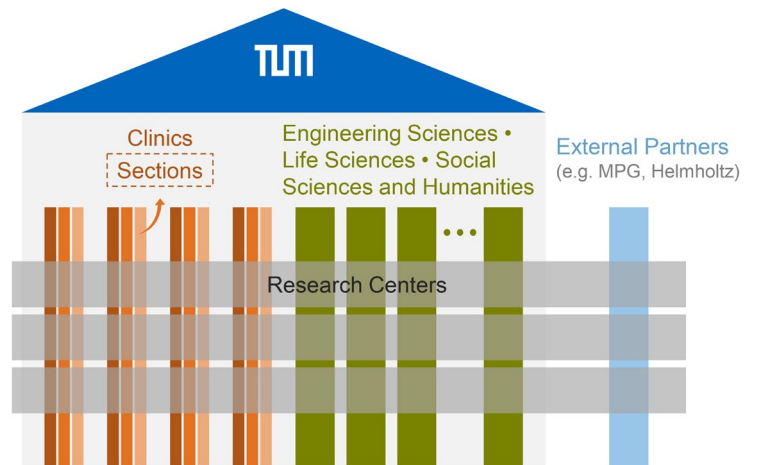 TUM
Clinics
Sections
Engineering Sciences •
Life Sciences • Social
Sciences and Humanities
External Partners
(e.g. MPG, Helmholtz)
Research Centers